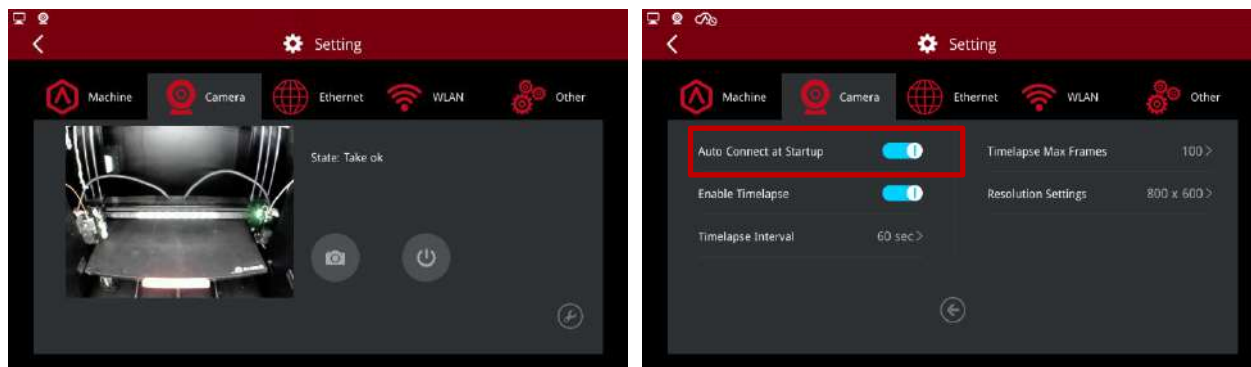 Setting
Machine
Camera
Ethernet
WLAN
Other
State: Take ok
Setting
Machine
Camera
Ethernet
WLAN
Other
Auto Connect at Startup
Timelapse Max Frames
100 >
Enable Timelapse
Resolution Settings
800 x 600 >
Timelapse Interval
60 sec >